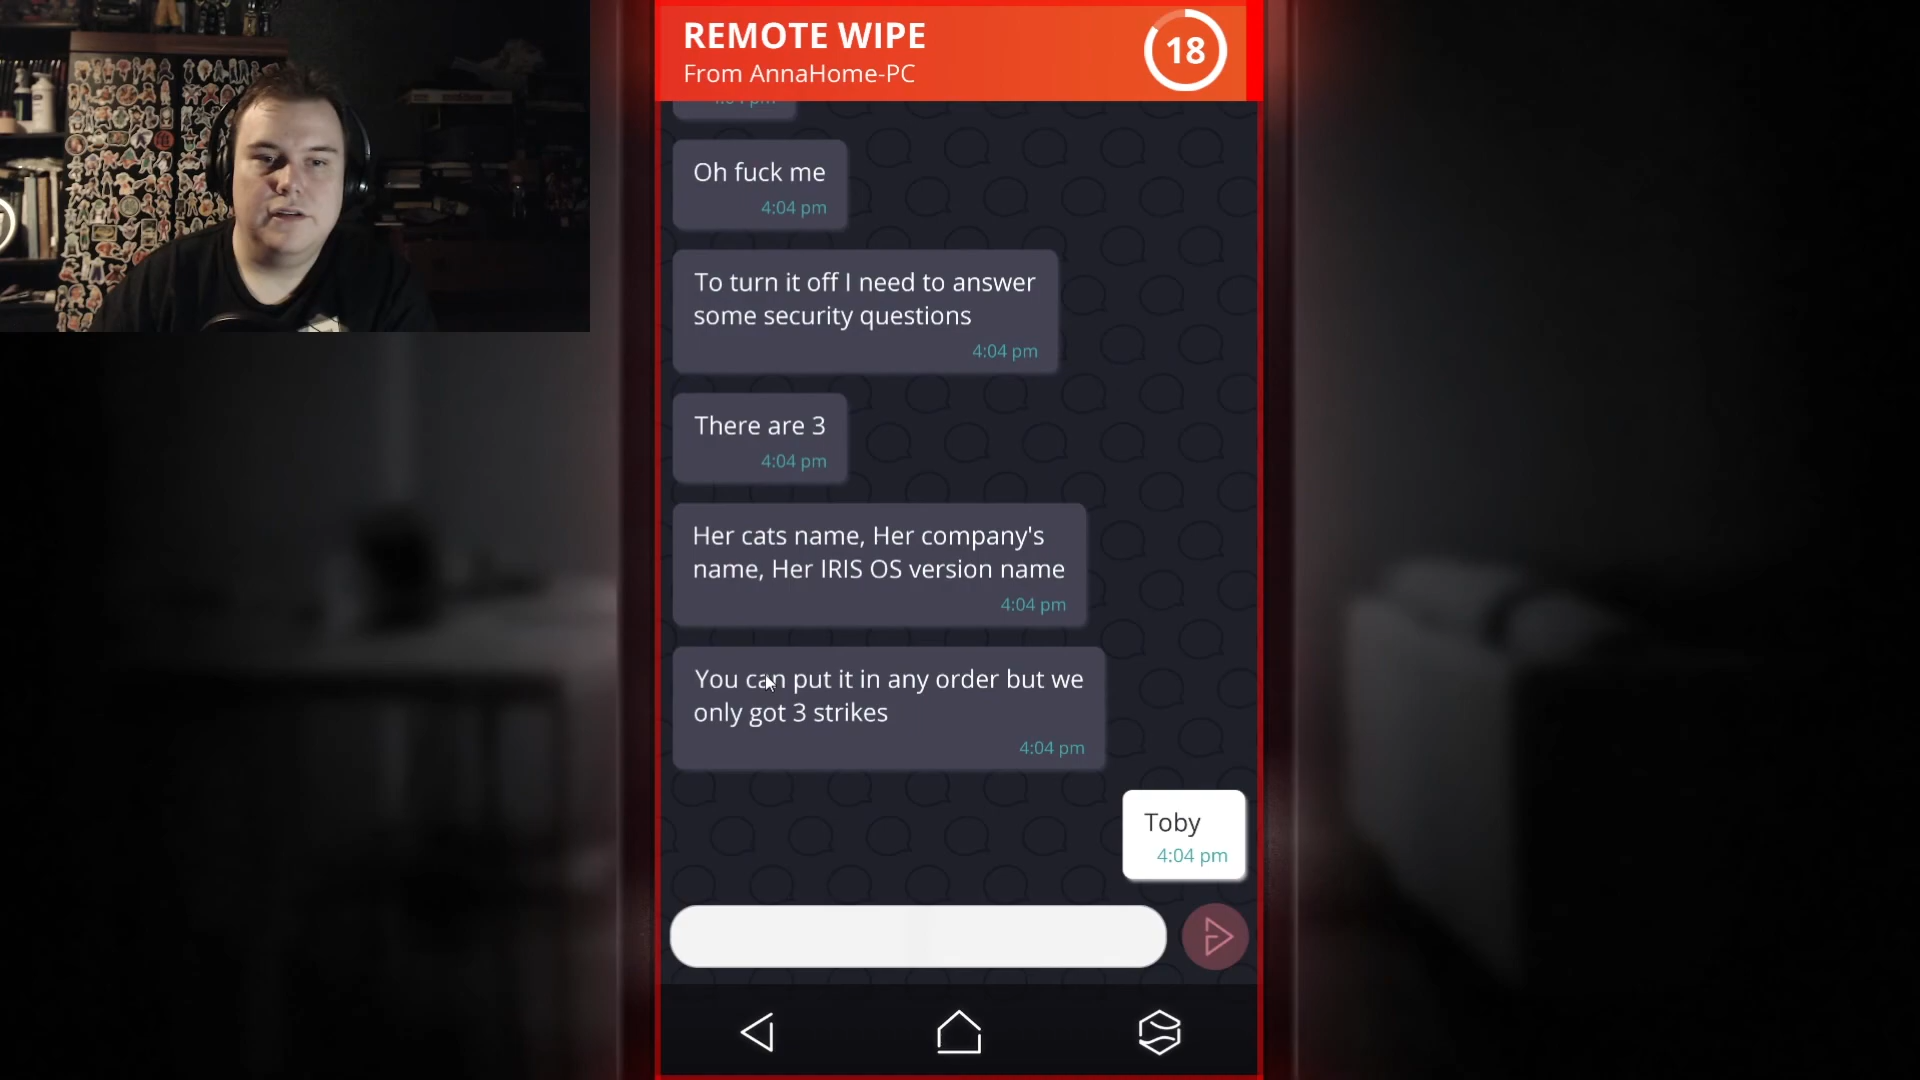 REMOTE WIPE
From AnnaHome-PC
18
Oh fuck me
4:04 pm
To turn it off I need to answer
some security questions
4:04 pm
There are 3
4:04 pm
Her cats name, Her company's
name, Her IRIS OS version name
4:04 pm
You can put it in any order but we
only got 3 strikes
4:04 pm
Toby
4:04 pm